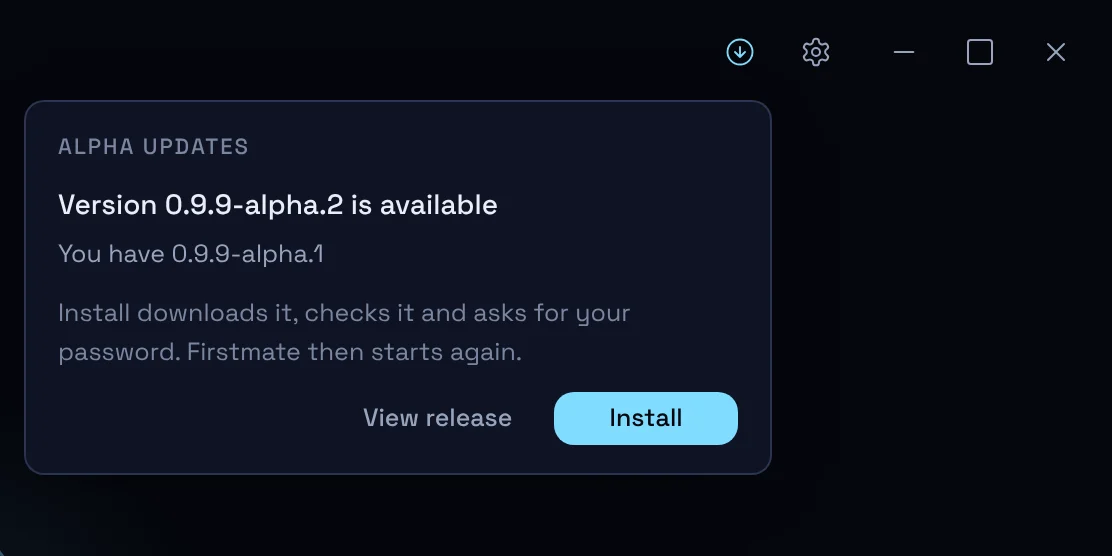 ALPHA UPDATES
Version 0.9.9-alpha.2 is available
You have 0.9.9-alpha.1
Install downloads it, checks it and asks for your
password. Firstmate then starts again.
View release
Install